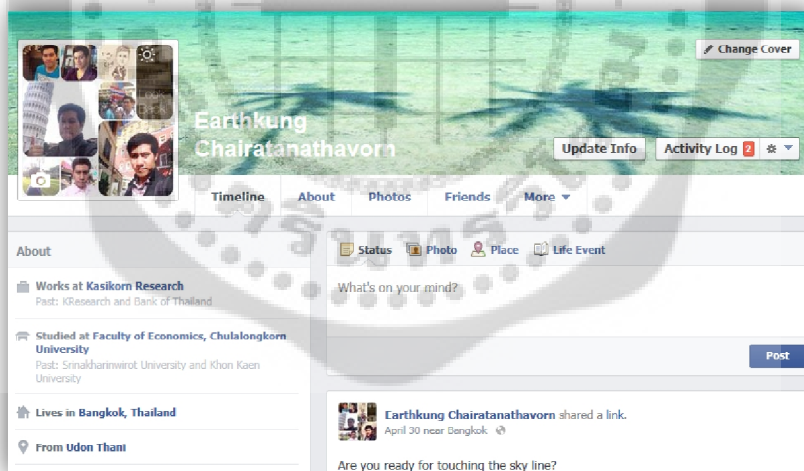 Change Cover
Earthkung
Chairatanathavorn
Update Info
Activity Log 2
Timeline About Photos Friends More
About
Works at Kasikorn Research
Past: KResearch and Bank of Thailand
Studied at Faculty of Economics, Chulalongkorn
University
Past: Srinakharinwirot University and Khon Kaen
University
Lives in Bangkok, Thailand
From Udon Thani
Status Photo Place Life Event
What's on your mind?
Post
Earthkung Chairatanathavorn shared a link.
April 30 near Bangkok
Are you ready for touching the sky line?